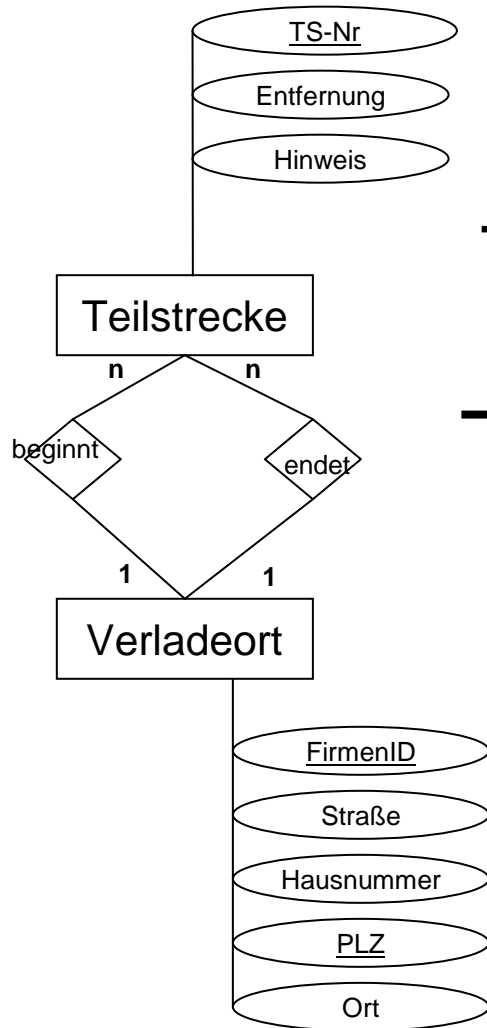 TS-Nr
Entfernung
Hinweis
Teilstrecke
n n
beginnt endet
1 1
Verladeort
FirmenID
Straße
Hausnummer
PLZ
Ort